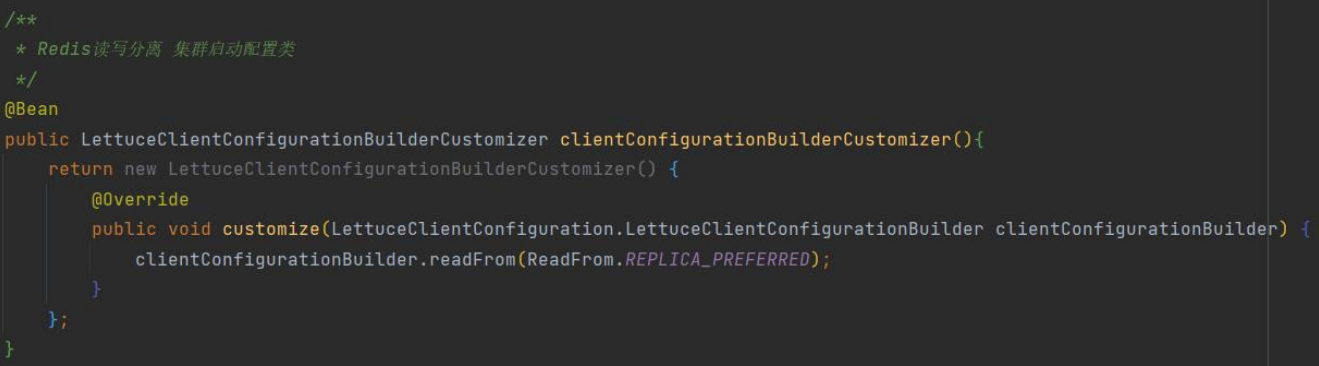 /**
 * Redis读写分离 集群启动配置类
 */
@Bean
public LettuceClientConfigurationBuilderCustomizer clientConfigurationBuilderCustomizer(){
    return new LettuceClientConfigurationBuilderCustomizer() {
        @Override
        public void customize(LettuceClientConfiguration.LettuceClientConfigurationBuilder clientConfigurationBuilder) {
            clientConfigurationBuilder.readFrom(ReadFrom.REPLICA_PREFERRED);
        }
    };
}